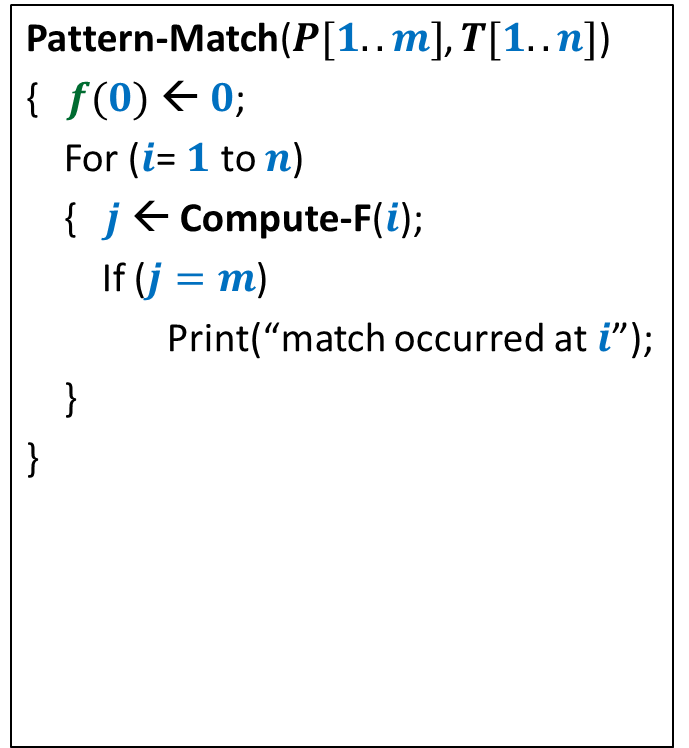 Pattern-Match(P[1..m], T[1..n])
{ f(0) ← 0;
For (i= 1 to n)
{ j ← Compute-F(i);
If (j = m)
Print(“match occurred at i”);
}
}